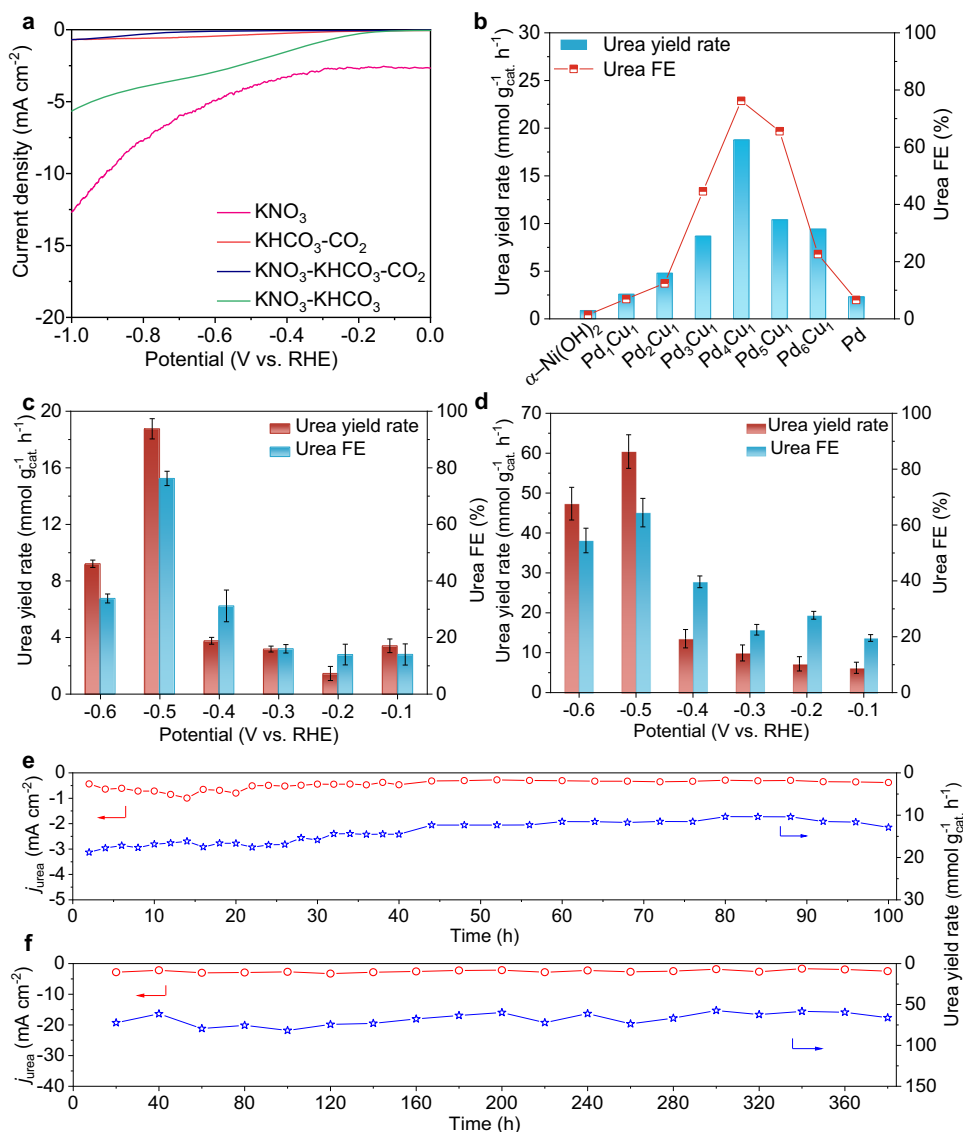 a
0
-5
-10
-15
-20
Current density (mA cm⁻²)
KNO₃
KHCO₃-CO₂
KNO₃-KHCO₃-CO₂
KNO₃-KHCO₃
-1.0 -0.8 -0.6 -0.4 -0.2 0.0
Potential (V vs. RHE)
b
30
25
20
15
10
5
0
Urea yield rate (mmol g⁻¹cat. h⁻¹)
Urea yield rate
Urea FE
100
80
60
40
20
0
Urea FE (%)
α–Ni(OH)₂ Pd₁Cu₁ Pd₂Cu₁ Pd₃Cu₁ Pd₄Cu₁ Pd₅Cu₁ Pd₆Cu₁ Pd
c
20
16
12
8
4
0
Urea yield rate (mmol g⁻¹cat. h⁻¹)
Urea yield rate
Urea FE
100
80
60
40
20
0
Urea FE (%)
-0.6 -0.5 -0.4 -0.3 -0.2 -0.1
Potential (V vs. RHE)
d
70
60
50
40
30
20
10
0
Urea yield rate (mmol g⁻¹cat. h⁻¹)
Urea yield rate
Urea FE
100
80
60
40
20
0
Urea FE (%)
-0.6 -0.5 -0.4 -0.3 -0.2 -0.1
Potential (V vs. RHE)
e
0
-1
-2
-3
-4
-5
jurea (mA cm⁻²)
0
10
20
30
0 10 20 30 40 50 60 70 80 90 100
Time (h)
Urea yield rate (mmol g⁻¹cat. h⁻¹)
f
0
-10
-20
-30
-40
jurea (mA cm⁻²)
0
50
100
150
0 40 80 120 160 200 240 280 320 360
Time (h)